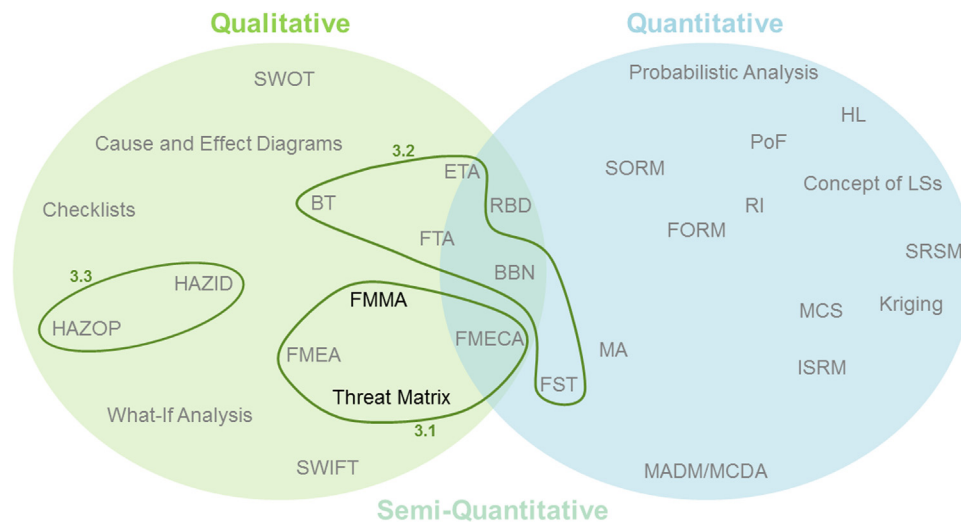 Qualitative
Quantitative
SWOT
Probabilistic Analysis
HL
Cause and Effect Diagrams
3.2
PoF
ETA
SORM
Concept of LSs
BT
RBD
RI
Checklists
FTA
FORM
SRSM
3.3
HAZID
BBN
FMMA
Kriging
MCS
HAZOP
FMECA
FMEA
MA
ISRM
FST
Threat Matrix
What-If Analysis
3.1
SWIFT
MADM/MCDA
Semi-Quantitative